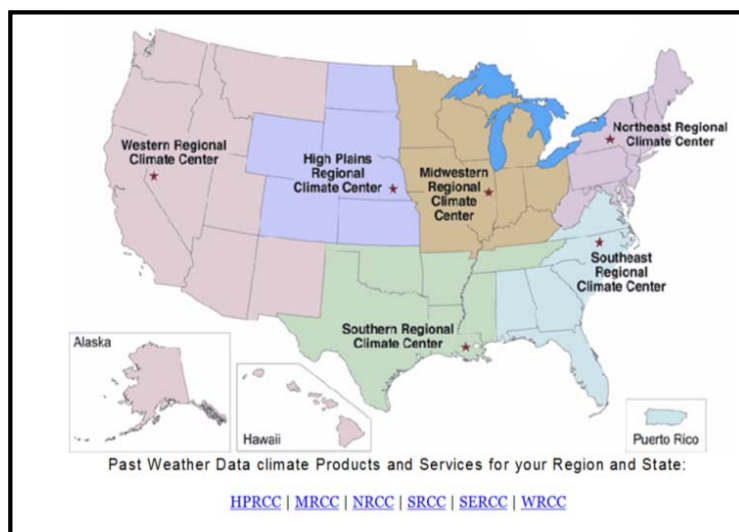 Northeast Regional
Climate Center
Western Regional
Climate Center
High Plains
Regional
Climate Center
Midwestern
Regional
Climate
Center
Southeast
Regional
Climate Center
Southern Regional
Climate Center
Alaska
Hawaii
Puerto Rico
Past Weather Data climate Products and Services for your Region and State:
HPRCC | MRCC | NRCC | SRCC | SERCC | WRCC